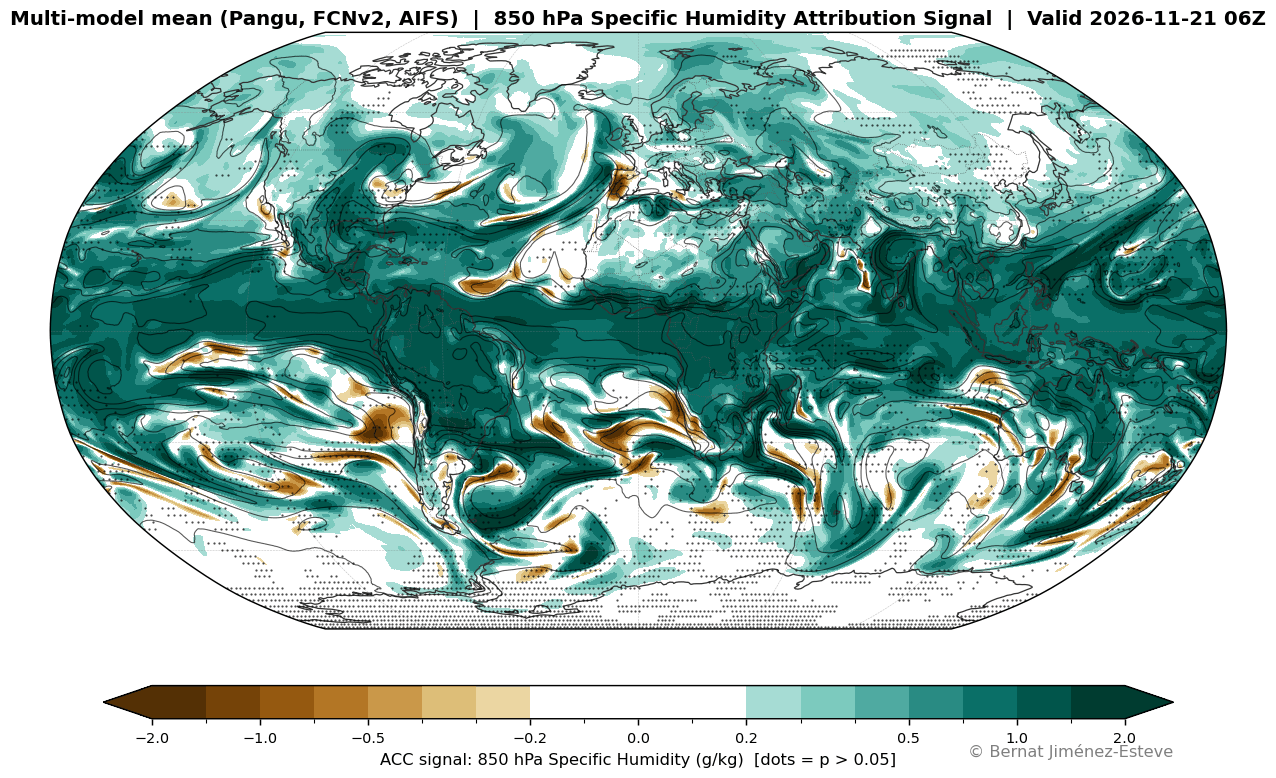 Multi-model mean (Pangu, FCNv2, AIFS)  |  850 hPa Specific Humidity Attribution Signal  |  Valid 2026-11-21 06Z
−2.0 −1.0 −0.5 −0.2 0.0 0.2 0.5 1.0 2.0
ACC signal: 850 hPa Specific Humidity (g/kg)  [dots = p > 0.05]
© Bernat Jiménez-Esteve